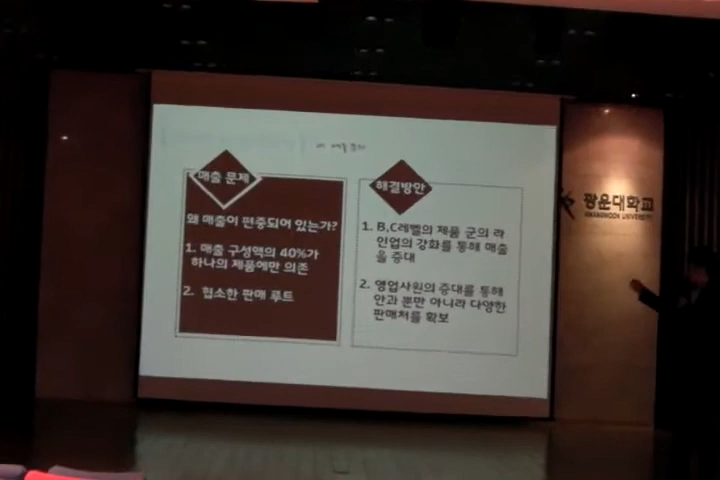 매출 문제
왜 매출이 편중되어 있는가?
1. 매출 구성액의 40%가
하나의 제품에만 의존
2. 협소한 판매 루트
해결방안
1. B,C레벨의 제품 군의 라
인업의 강화를 통해 매출
을 증대
2. 영업사원의 증대를 통해
안과 뿐만 아니라 다양한
판매처를 확보
광운대학교
KWANGWOON UNIVERSITY